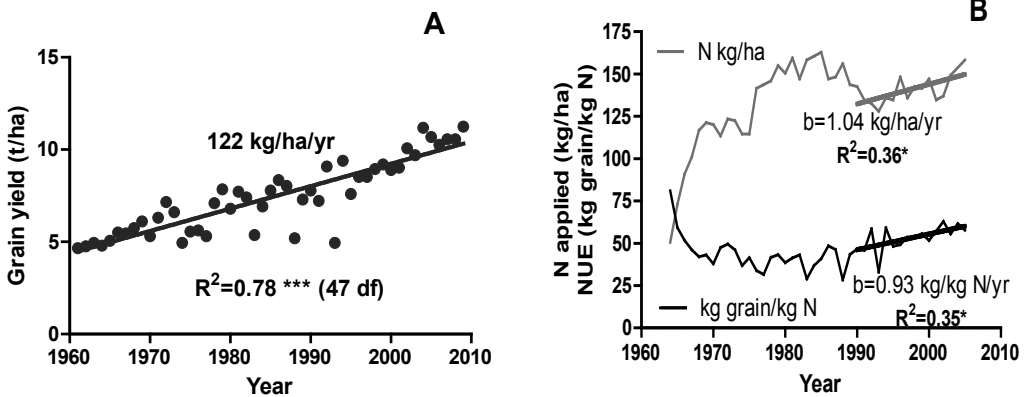 A
Grain yield (t/ha)
15
10
5
0
122 kg/ha/yr
R²=0.78 *** (47 df)
1960 1970 1980 1990 2000 2010
Year
B
N applied (kg/ha)
NUE (kg grain/kg N)
175
150
125
100
75
50
25
0
N kg/ha
b=1.04 kg/ha/yr
R²=0.36*
b=0.93 kg/kg N/yr
kg grain/kg N
R²=0.35*
1960 1970 1980 1990 2000 2010
Year